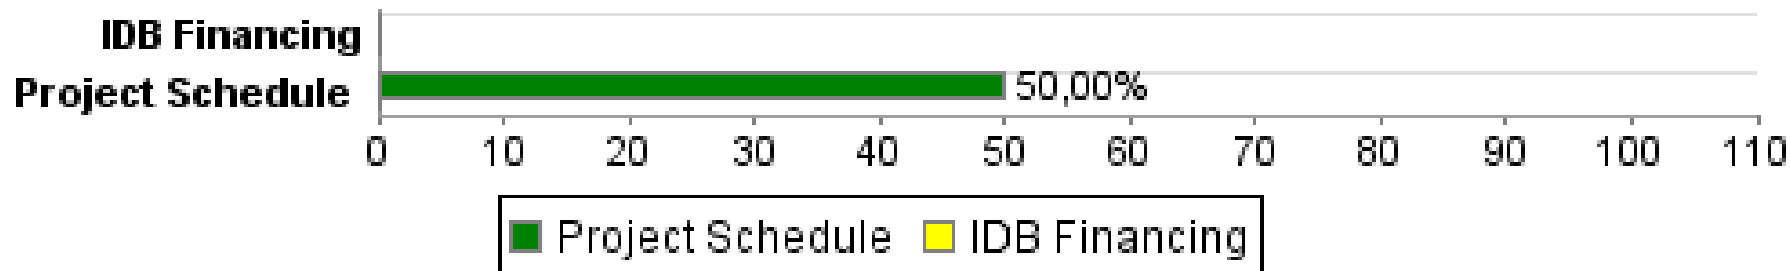 IDB Financing
Project Schedule
50,00%
0 10 20 30 40 50 60 70 80 90 100 110
Project Schedule IDB Financing